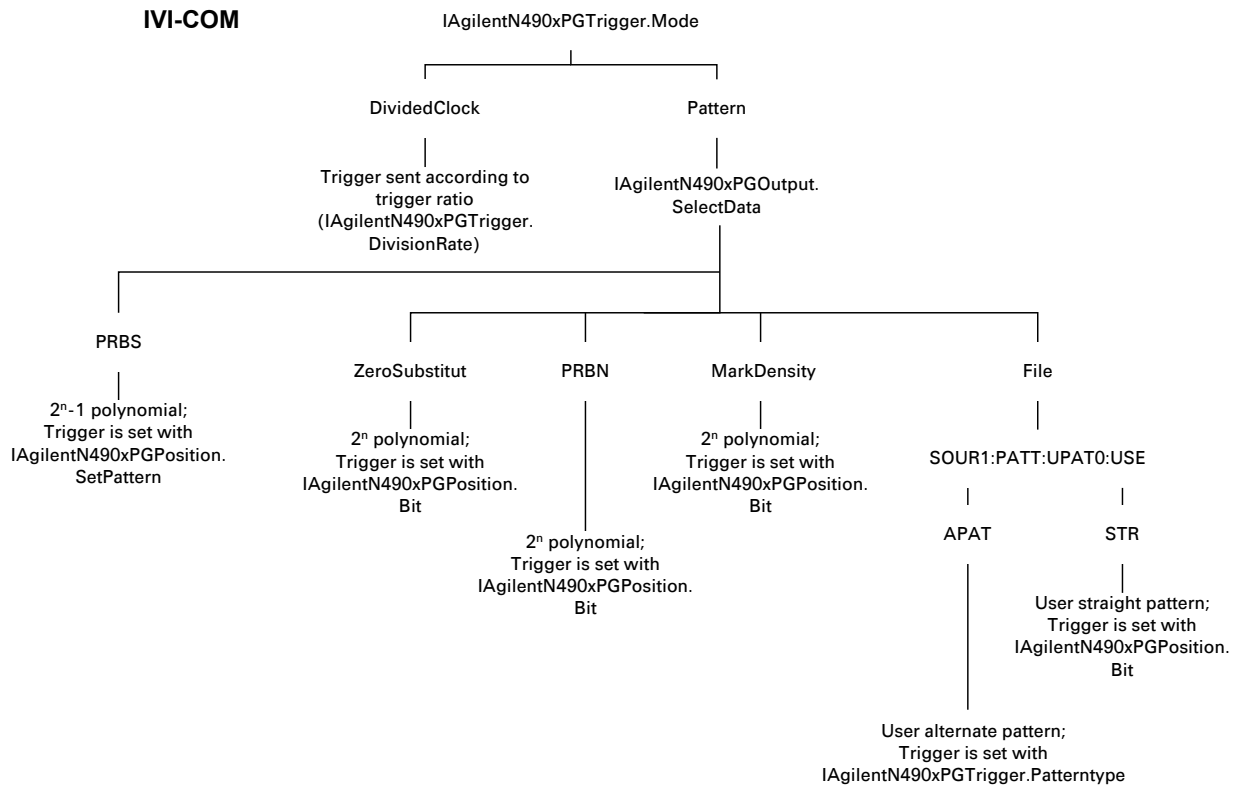 IVI-COM
IAgilentN490xPGTrigger.Mode
DividedClock
Pattern
Trigger sent according to
trigger ratio
(IAgilentN490xPGTrigger.
DivisionRate)
IAgilentN490xPGOutput.
SelectData
PRBS
2ⁿ-1 polynomial;
Trigger is set with
IAgilentN490xPGPosition.
SetPattern
ZeroSubstitut
2ⁿ polynomial;
Trigger is set with
IAgilentN490xPGPosition.
Bit
PRBN
2ⁿ polynomial;
Trigger is set with
IAgilentN490xPGPosition.
Bit
MarkDensity
2ⁿ polynomial;
Trigger is set with
IAgilentN490xPGPosition.
Bit
File
SOUR1:PATT:UPAT0:USE
APAT
STR
User straight pattern;
Trigger is set with
IAgilentN490xPGPosition.
Bit
User alternate pattern;
Trigger is set with
IAgilentN490xPGTrigger.Patterntype